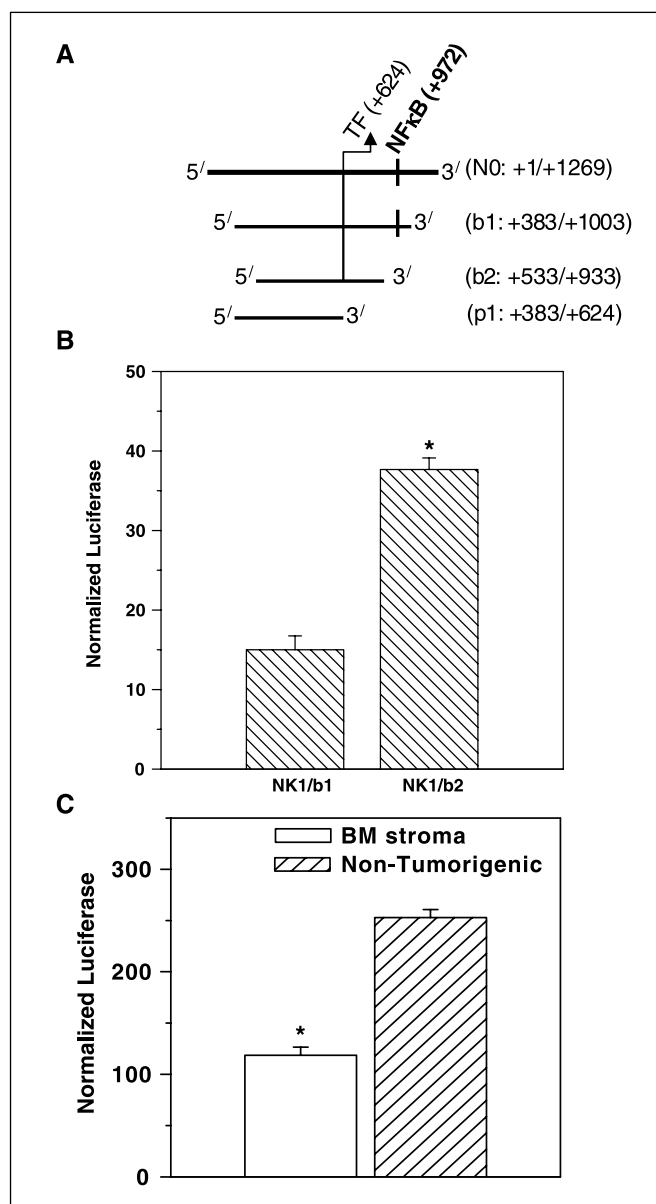 A
TF (+624)
NFκB (+972)
5/ 3/ (N0: +1/+1269)
5/ 3/ (b1: +383/+1003)
5/ 3/ (b2: +533/+933)
5/ 3/ (p1: +383/+624)
B
50
40
30
20
10
0
Normalized Luciferase
*
NK1/b1 NK1/b2
C
BM stroma
Non-Tumorigenic
300
200
100
0
Normalized Luciferase
*